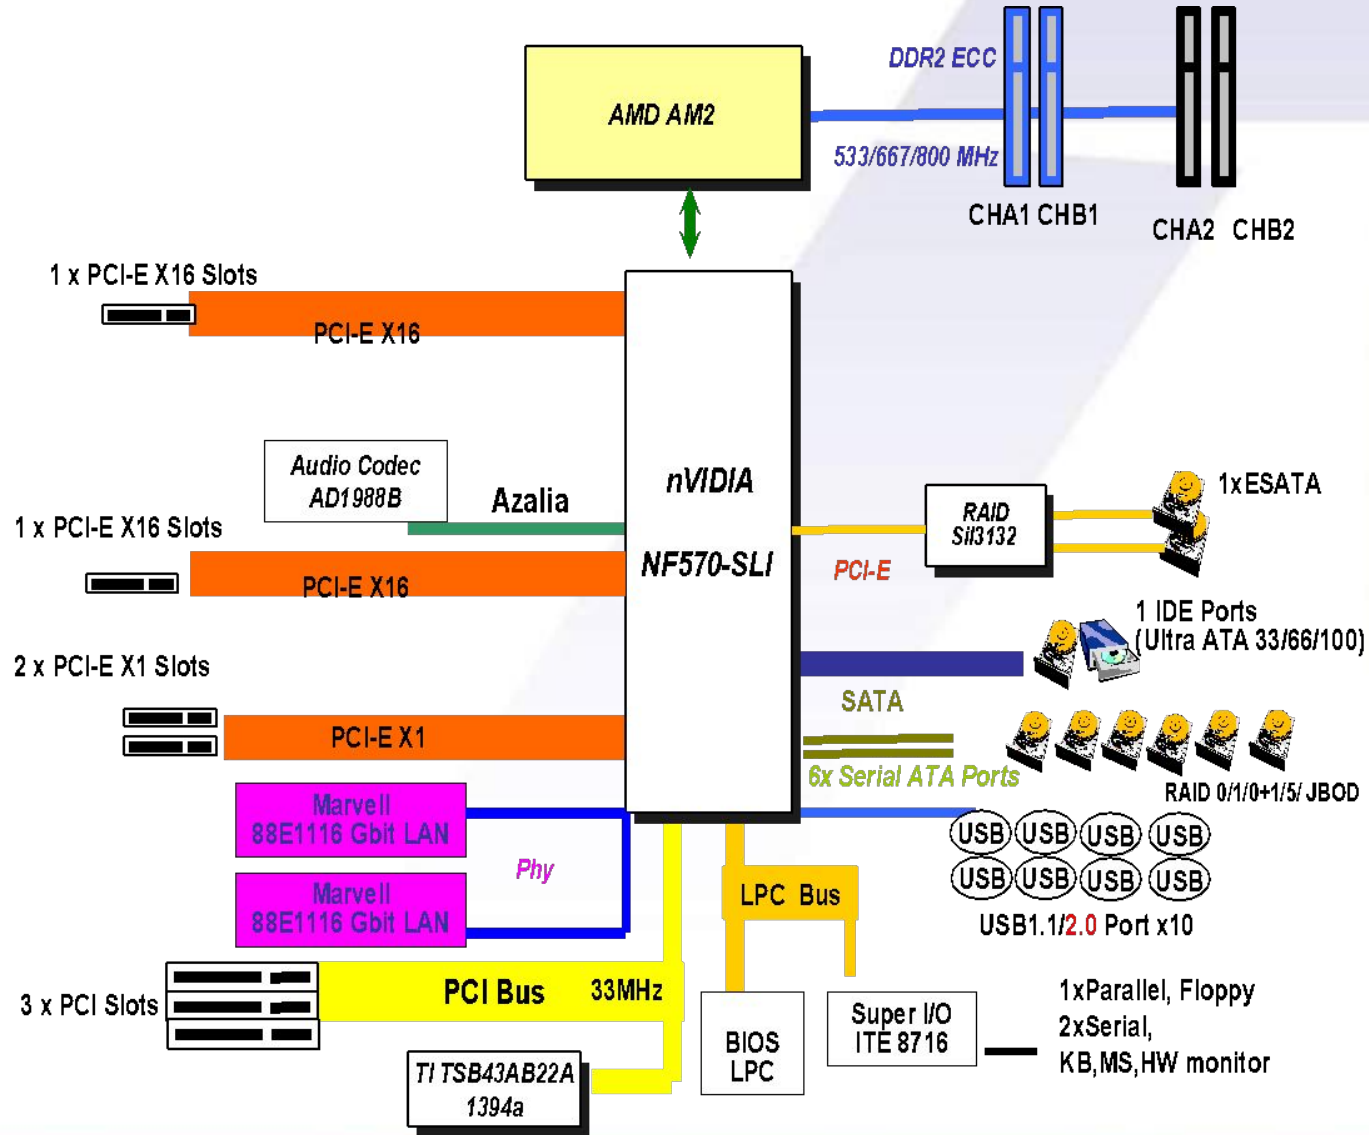 DDR2 ECC
AMD AM2
533/667/800 MHz
CHA1 CHB1
CHA2 CHB2
1 x PCI-E X16 Slots
PCI-E X16
Audio Codec
AD1988B
Azalia
nVIDIA
NF570-SLI
RAID
SiI3132
1xESATA
PCI-E
1 x PCI-E X16 Slots
PCI-E X16
1 IDE Ports
(Ultra ATA 33/66/100)
2 x PCI-E X1 Slots
PCI-E X1
SATA
6x Serial ATA Ports
RAID 0/1/0+1/5/ JBOD
Marvell
88E1116 Gbit LAN
Phy
Marvell
88E1116 Gbit LAN
USB USB USB USB
USB USB USB USB
USB1.1/2.0 Port x10
LPC Bus
3 x PCI Slots
PCI Bus 33MHz
BIOS
LPC
Super I/O
ITE 8716
1xParallel, Floppy
2xSerial,
KB,MS,HW monitor
TI TSB43AB22A
1394a